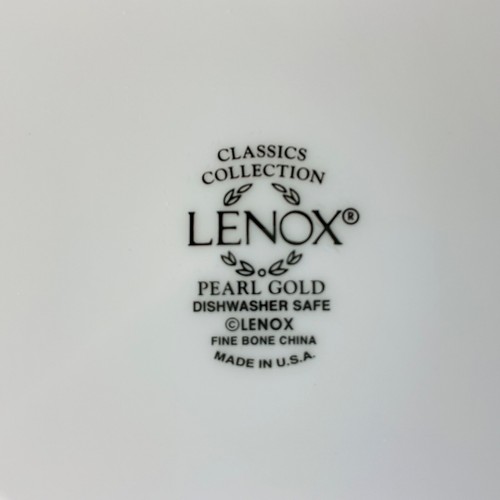 CLASSICS
COLLECTION
LENOX®
PEARL GOLD
DISHWASHER SAFE
©LENOX
FINE BONE CHINA
MADE IN U.S.A.